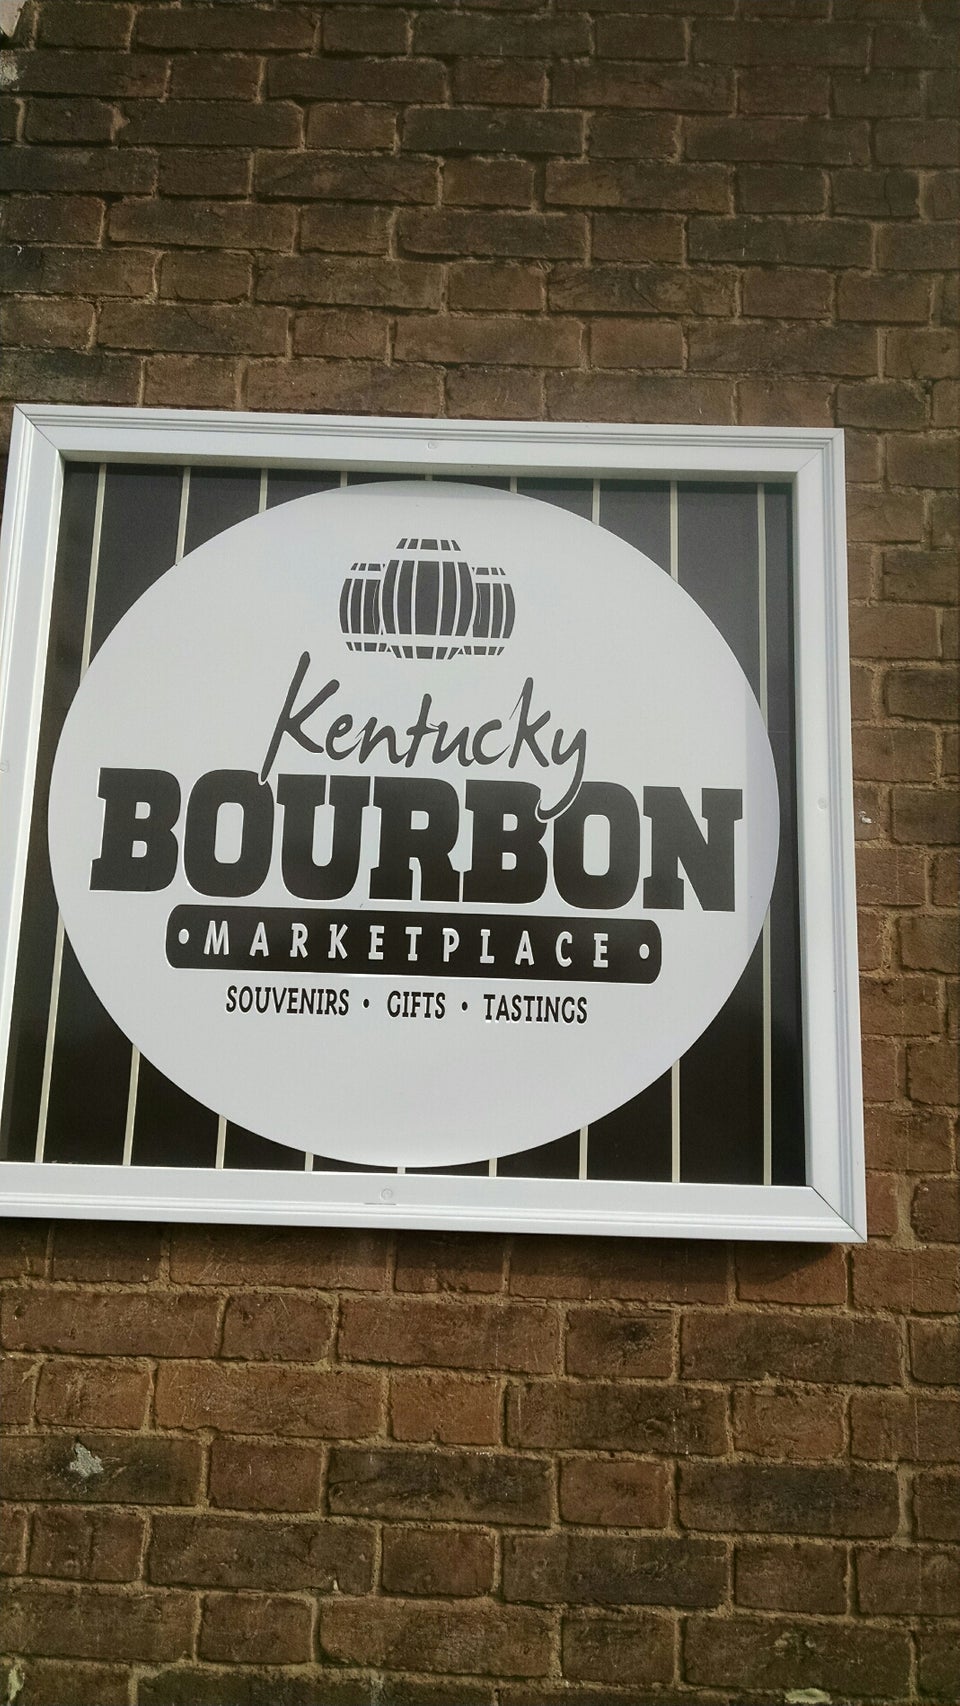 Kentucky
BOURBON
• MARKETPLACE •
SOUVENIRS • GIFTS • TASTINGS